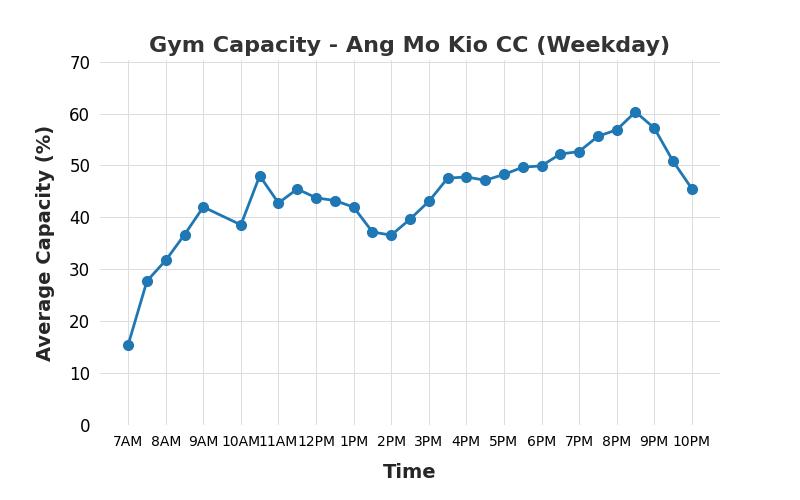 Gym Capacity - Ang Mo Kio CC (Weekday)
Average Capacity (%)
70
60
50
40
30
20
10
0
7AM 8AM 9AM 10AM 11AM 12PM 1PM 2PM 3PM 4PM 5PM 6PM 7PM 8PM 9PM 10PM
Time